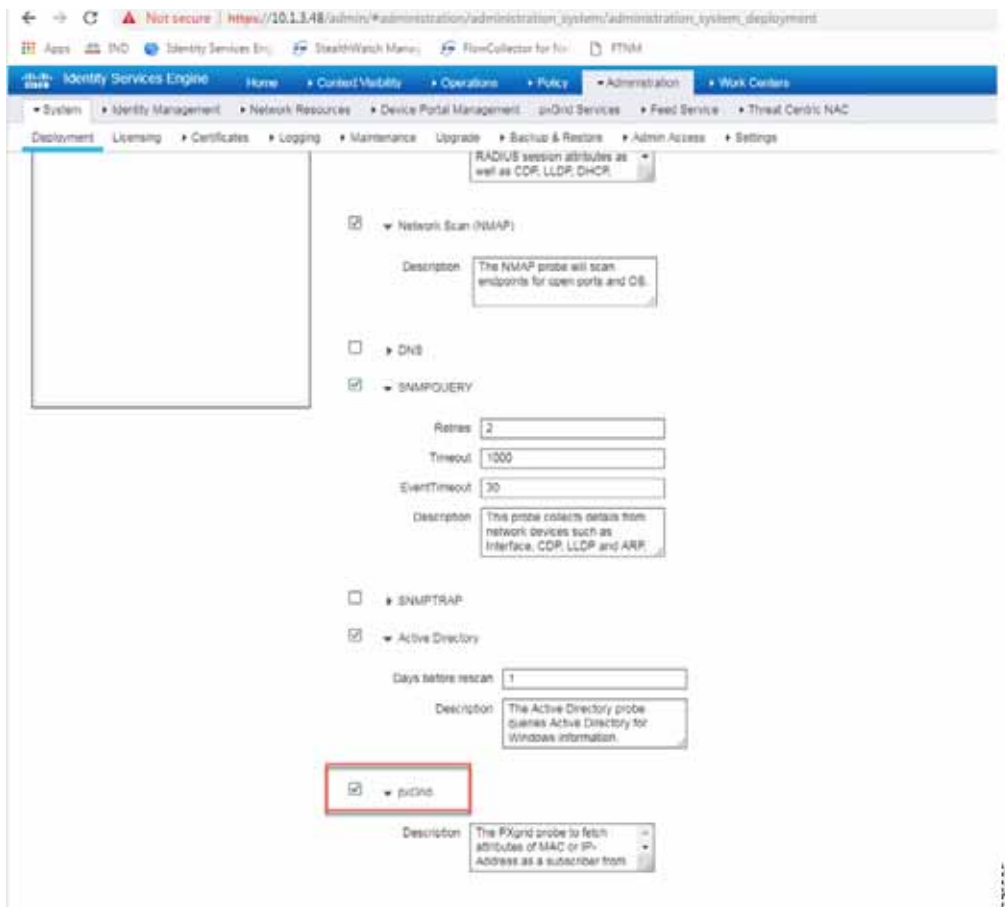 Not secure | https://10.1.3.48/admin/#administration/administration_system/administration_system_deployment
Apps IND Identity Services Eng StealthWatch Manag FlowCollector for Ne PTNM
Identity Services Engine Home Context Visibility Operations Policy Administration Work Centers
System Identity Management Network Resources Device Portal Management pxGrid Services Feed Service Threat Centric NAC
Deployment Licensing Certificates Logging Maintenance Upgrade Backup & Restore Admin Access Settings
RADIUS session attributes as
well as CDP, LLDP, DHCP,
Network Scan (NMAP)
Description The NMAP probe will scan
endpoints for open ports and OS.
DNS
SNMPQUERY
Retries 2
Timeout 1000
EventTimeout 30
Description This probe collects details from
network devices such as
Interface, CDP, LLDP and ARP.
SNMPTRAP
Active Directory
Days before rescan 1
Description The Active Directory probe
queries Active Directory for
Windows information.
pxGrid
Description The PXgrid probe to fetch
attributes of MAC or IP-
Address as a subscriber from